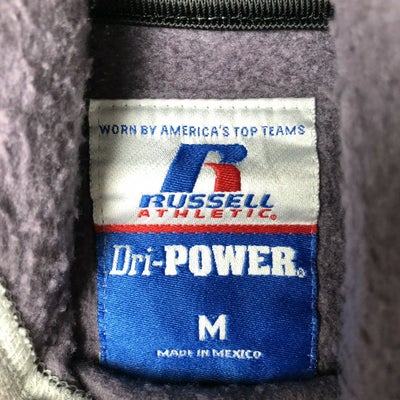 WORN BY AMERICA'S TOP TEAMS
R
RUSSELL
ATHLETIC®
Dri-POWER®
M
MADE IN MEXICO